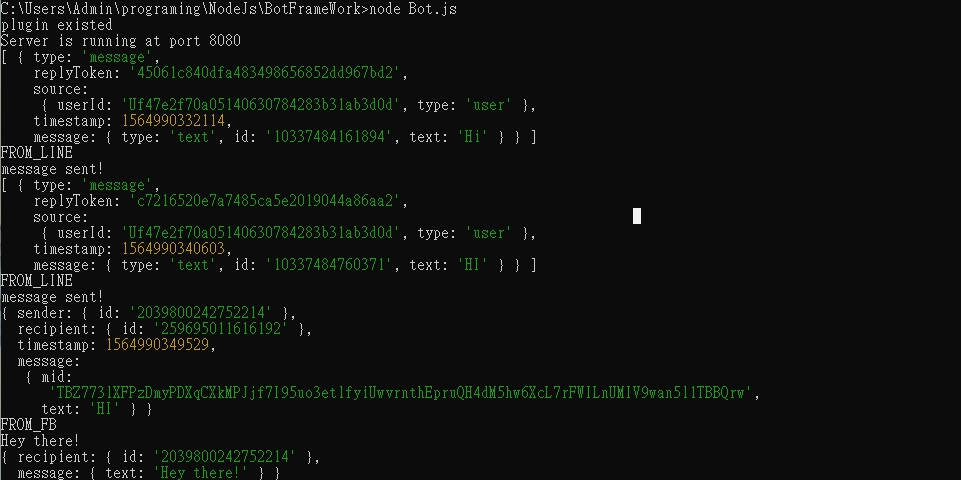 C:\Users\Admin\programing\NodeJs\BotFrameWork>node Bot.js
plugin existed
Server is running at port 8080
[ { type: 'message',
replyToken: '45061c840dfa483498656852dd967bd2',
source:
{ userId: 'Uf47e2f70a05140630784283b31ab3d0d', type: 'user' },
timestamp: 1564990332114,
message: { type: 'text', id: '10337484161894', text: 'Hi' } } ]
FROM_LINE
message sent!
[ { type: 'message',
replyToken: 'c7216520e7a7485ca5e2019044a86aa2',
source:
{ userId: 'Uf47e2f70a05140630784283b31ab3d0d', type: 'user' },
timestamp: 1564990340603,
message: { type: 'text', id: '10337484760371', text: 'HI' } } ]
FROM_LINE
message sent!
{ sender: { id: '2039800242752214' },
recipient: { id: '259695011616192' },
timestamp: 1564990349529,
message:
{ mid:
text: 'HI' } }
FROM_FB
Hey there!
{ recipient: { id: '2039800242752214' },
message: { text: 'Hey there!' } }